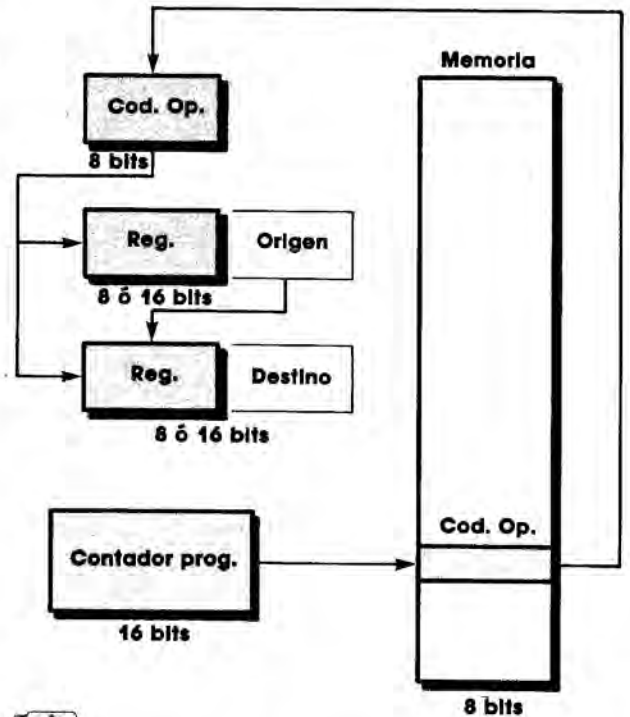 Memoria
Cod. Op.
8 bits
Reg.
Origen
8 ó 16 bits
Reg.
Destino
8 ó 16 bits
Cod. Op.
Contador prog.
16 bits
8 bits